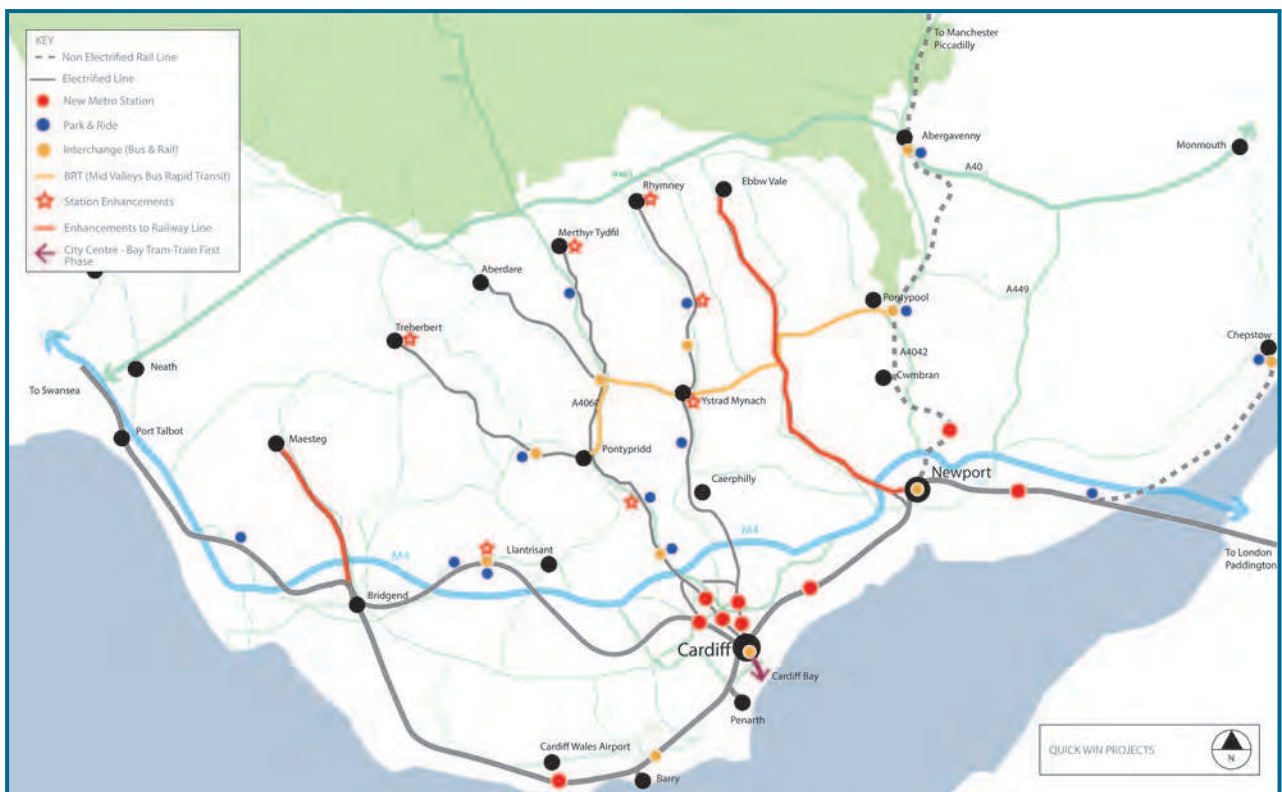 KEY
Non Electrified Rail Line
Electrified Line
New Metro Station
Park & Ride
Interchange (Bus & Rail)
BRT (Mid Valleys Bus Rapid Transit)
Station Enhancements
Enhancements to Railway Line
City Centre - Bay Tram-Train First
Phase
To Manchester
Piccadilly
Abergavenny
Monmouth
A40
Rhymney
Ebbw Vale
Merthyr Tydfil
Aberdare
A449
Pontypool
Treherbert
Chepstow
A4042
Neath
Cwmbran
To Swansea
Ystrad Mynach
Port Talbot
Maesteg
Pontypridd
Newport
Caerphilly
M4
M4
Llantrisant
To London
Paddington
Bridgend
Cardiff
Cardiff Bay
Penarth
Cardiff Wales Airport
Barry
QUICK WIN PROJECTS
N